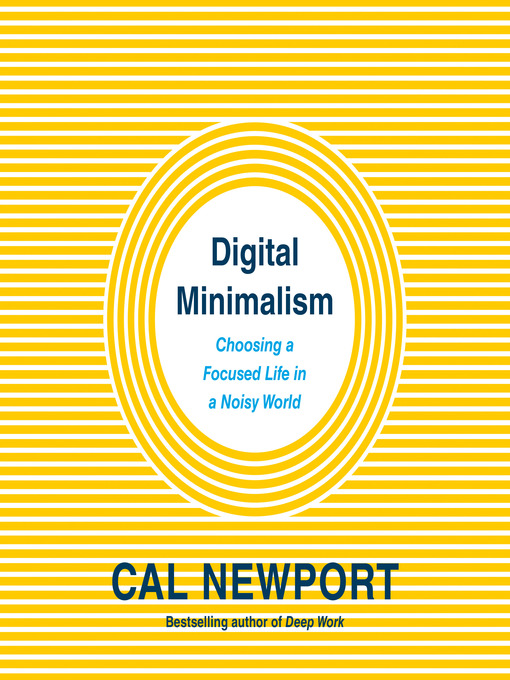 Digital
Minimalism
Choosing a
Focused Life in
a Noisy World
CAL NEWPORT
Bestselling author of Deep Work